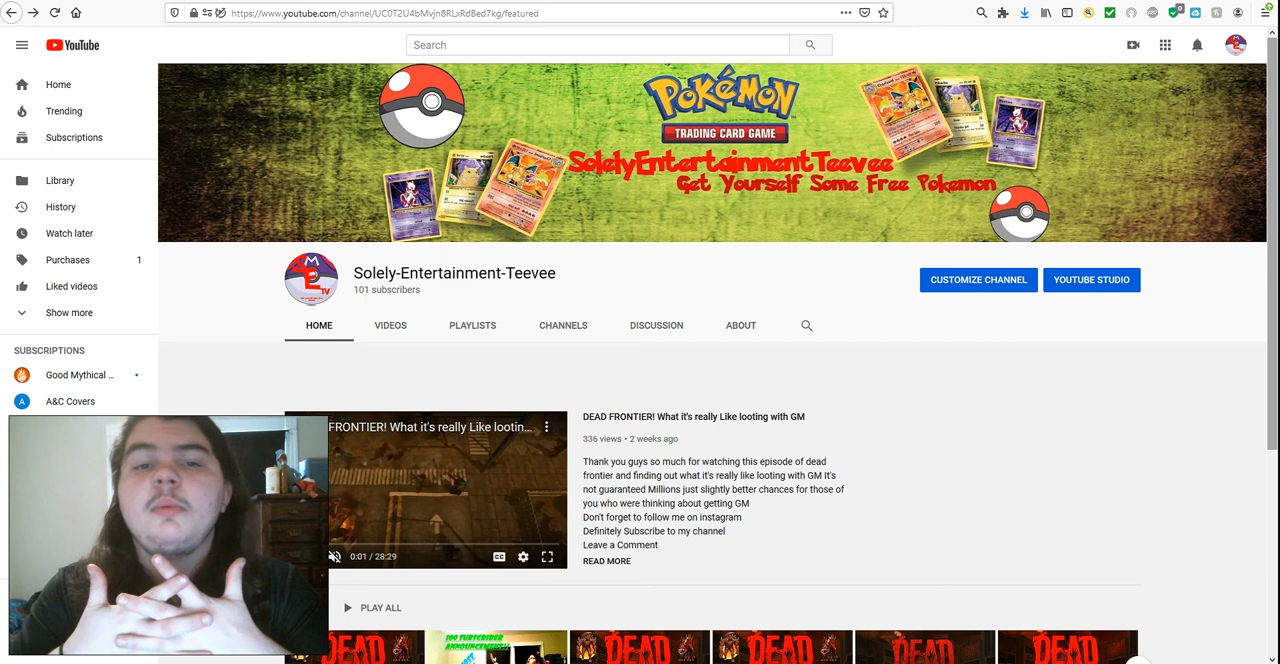 https://www.youtube.com/channel/UC0T2U4bMvjn8RLxRdBed7kg/featured
YouTube
Search
Home
Trending
Subscriptions
Library
History
Watch later
Purchases 1
Liked videos
Show more
SUBSCRIPTIONS
Good Mythical ...
A&C Covers
POKéMON
TRADING CARD GAME
SolelyEntertainmentTeevee
Get Yourself Some Free Pokemon
M
E
TV
Solely-Entertainment-Teevee
101 subscribers
CUSTOMIZE CHANNEL
YOUTUBE STUDIO
HOME
VIDEOS
PLAYLISTS
CHANNELS
DISCUSSION
ABOUT
FRONTIER! What it's really Like lootin...
0:01 / 28:29
CC
DEAD FRONTIER! What it's really Like looting with GM
336 views • 2 weeks ago
Thank you guys so much for watching this episode of dead
frontier and finding out what it's really like looting with GM It's
not guaranteed Millions just slightly better chances for those of
you who were thinking about getting GM
Don't forget to follow me on instagram
Definitely Subscribe to my channel
Leave a Comment
READ MORE
PLAY ALL
DEAD
100 SUBSCRIBER
ANNOUNCEMENT!!
DEAD
DEAD
DEAD
DEAD